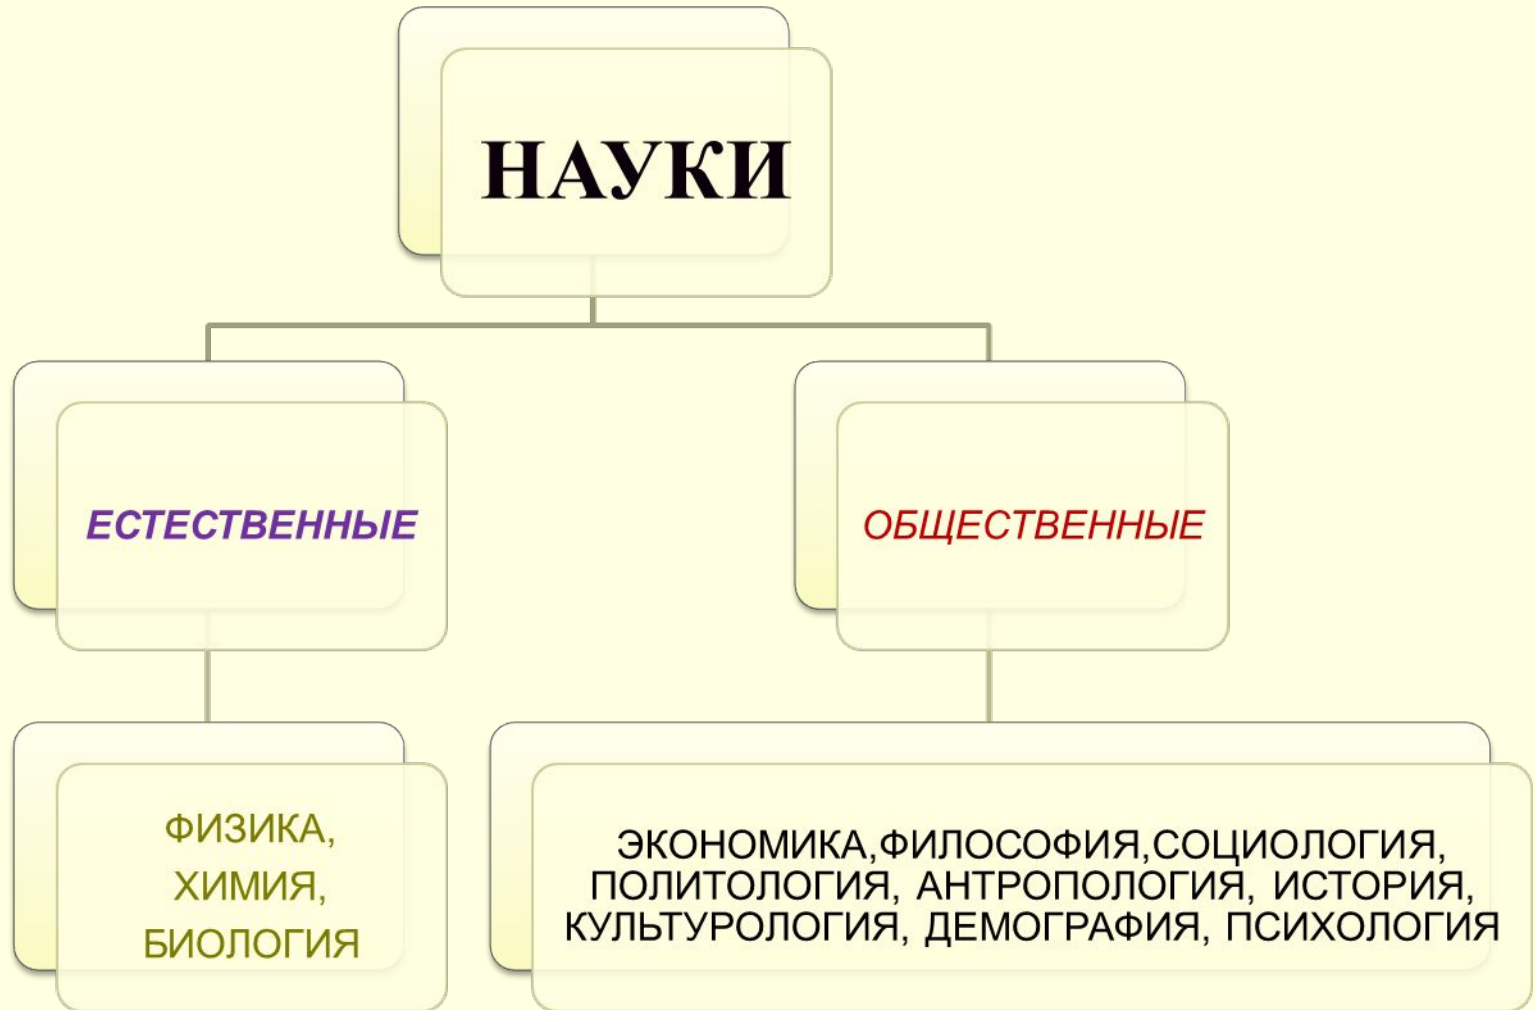 НАУКИ
ЕСТЕСТВЕННЫЕ
ОБЩЕСТВЕННЫЕ
ФИЗИКА,
ХИМИЯ,
БИОЛОГИЯ
ЭКОНОМИКА,ФИЛОСОФИЯ,СОЦИОЛОГИЯ,
ПОЛИТОЛОГИЯ, АНТРОПОЛОГИЯ, ИСТОРИЯ,
КУЛЬТУРОЛОГИЯ, ДЕМОГРАФИЯ, ПСИХОЛОГИЯ